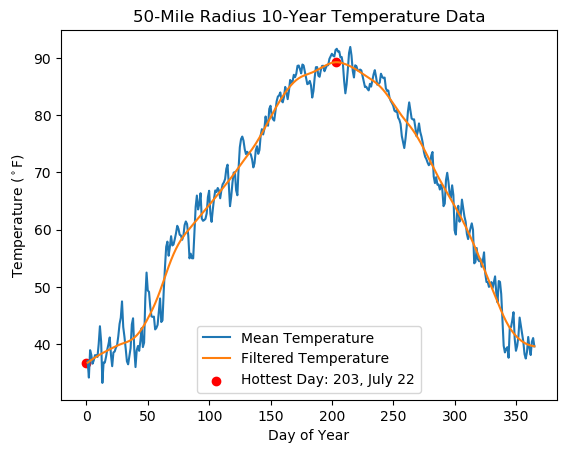 50-Mile Radius 10-Year Temperature Data
Temperature (°F)
90
80
70
60
50
40
Mean Temperature
Filtered Temperature
Hottest Day: 203, July 22
0 50 100 150 200 250 300 350
Day of Year